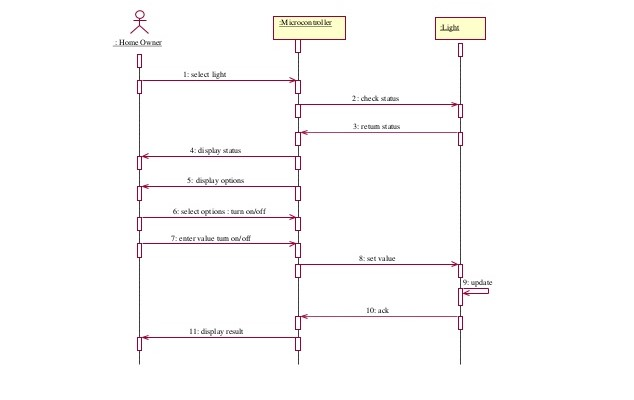 :Microcontroller
:Light
: Home Owner
1: select light
2: check status
3: return status
4: display status
5: display options
6: select options : turn on/off
7: enter value turn on/off
8: set value
9: update
10: ack
11: display result